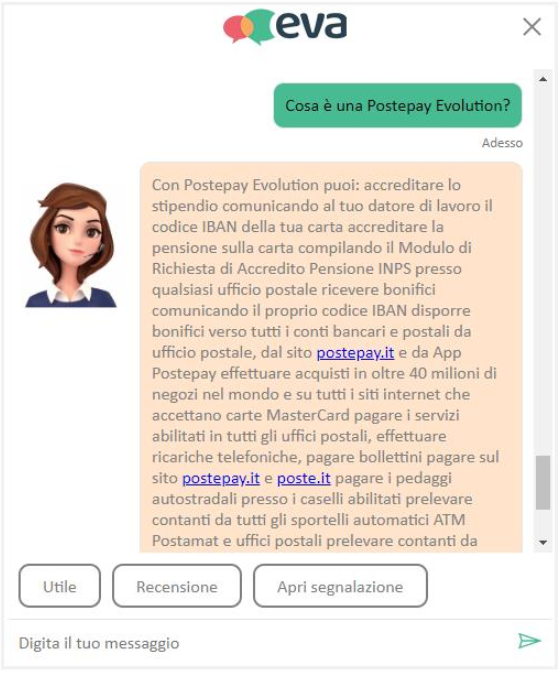 eva
Cosa è una Postepay Evolution?
Adesso
Con Postepay Evolution puoi: accreditare lo
stipendio comunicando al tuo datore di lavoro il
codice IBAN della tua carta accreditare la
pensione sulla carta compilando il Modulo di
Richiesta di Accredito Pensione INPS presso
qualsiasi ufficio postale ricevere bonifici
comunicando il proprio codice IBAN disporre
bonifici verso tutti i conti bancari e postali da
ufficio postale, dal sito postepay.it e da App
Postepay effettuare acquisti in oltre 40 milioni di
negozi nel mondo e su tutti i siti internet che
accettano carte MasterCard pagare i servizi
abilitati in tutti gli uffici postali, effettuare
ricariche telefoniche, pagare bollettini pagare sul
sito postepay.it e poste.it pagare i pedaggi
autostradali presso i caselli abilitati prelevare
contanti da tutti gli sportelli automatici ATM
Postamat e uffici postali prelevare contanti da
Utile
Recensione
Apri segnalazione
Digita il tuo messaggio